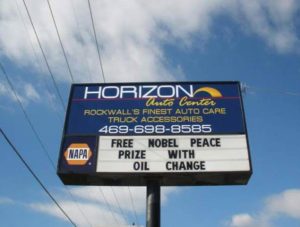 HORIZON
Auto Center
ROCKWALL'S FINEST AUTO CARE
TRUCK ACCESSORIES
469-698-8585
NAPA
FREE NOBEL PEACE
PRIZE WITH
OIL CHANGE